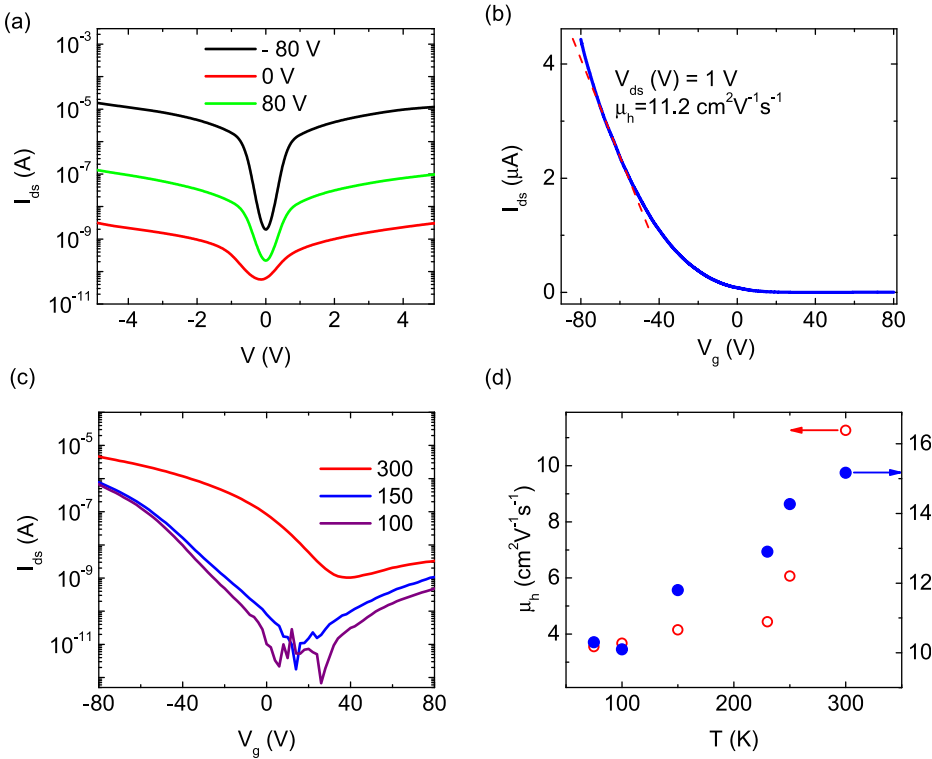 (a)
10⁻³
10⁻⁵
10⁻⁷
10⁻⁹
10⁻¹¹
I_ds (A)
- 80 V
0 V
80 V
-4 -2 0 2 4
V (V)
(b)
4
2
0
I_ds (μA)
V_ds (V) = 1 V
μ_h=11.2 cm²V⁻¹s⁻¹
-80 -40 0 40 80
V_g (V)
(c)
10⁻⁵
10⁻⁷
10⁻⁹
10⁻¹¹
I_ds (A)
300
150
100
-80 -40 0 40 80
V_g (V)
(d)
10
8
6
4
μ_h (cm²V⁻¹s⁻¹)
16
14
12
10
100 200 300
T (K)